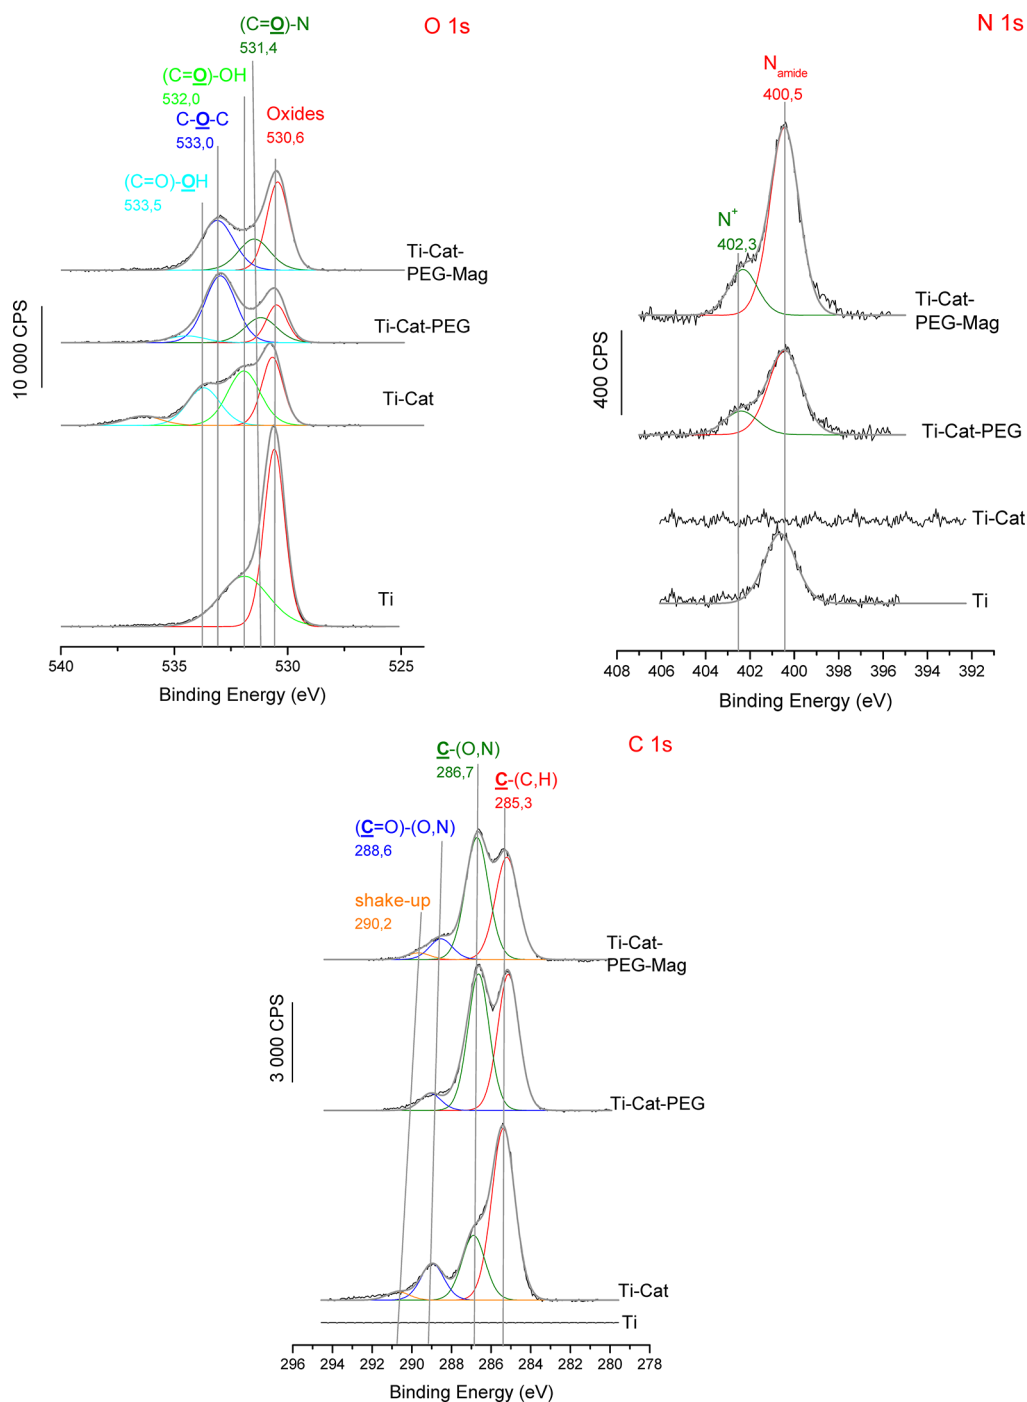 O 1s
(C=O)-N
531,4
(C=O)-OH
532,0
C-O-C
533,0
Oxides
530,6
(C=O)-OH
533,5
Ti-Cat-
PEG-Mag
Ti-Cat-PEG
Ti-Cat
Ti
10 000 CPS
540 535 530 525
Binding Energy (eV)
N 1s
Namide
400,5
N+
402,3
Ti-Cat-
PEG-Mag
Ti-Cat-PEG
Ti-Cat
Ti
400 CPS
408 406 404 402 400 398 396 394 392
Binding Energy (eV)
C 1s
C-(O,N)
286,7
C-(C,H)
285,3
(C=O)-(O,N)
288,6
shake-up
290,2
Ti-Cat-
PEG-Mag
Ti-Cat-PEG
Ti-Cat
Ti
3 000 CPS
296 294 292 290 288 286 284 282 280 278
Binding Energy (eV)